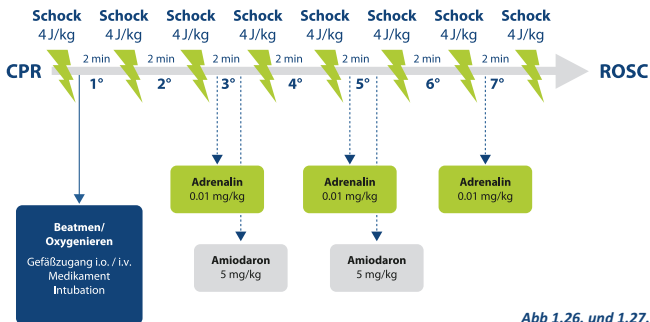 Schock Schock Schock Schock Schock Schock Schock Schock
4 J/kg 4 J/kg 4 J/kg 4 J/kg 4 J/kg 4 J/kg 4 J/kg 4 J/kg
2 min 2 min 2 min 2 min 2 min 2 min 2 min
CPR ROSC
1° 2° 3° 4° 5° 6° 7°
Adrenalin Adrenalin Adrenalin
0.01 mg/kg 0.01 mg/kg 0.01 mg/kg
Beatmen/
Oxygenieren
Gefäßzugang i.o. / i.v.
Medikament
Intubation
Amiodaron Amiodaron
5 mg/kg 5 mg/kg
Abb 1.26. und 1.27.